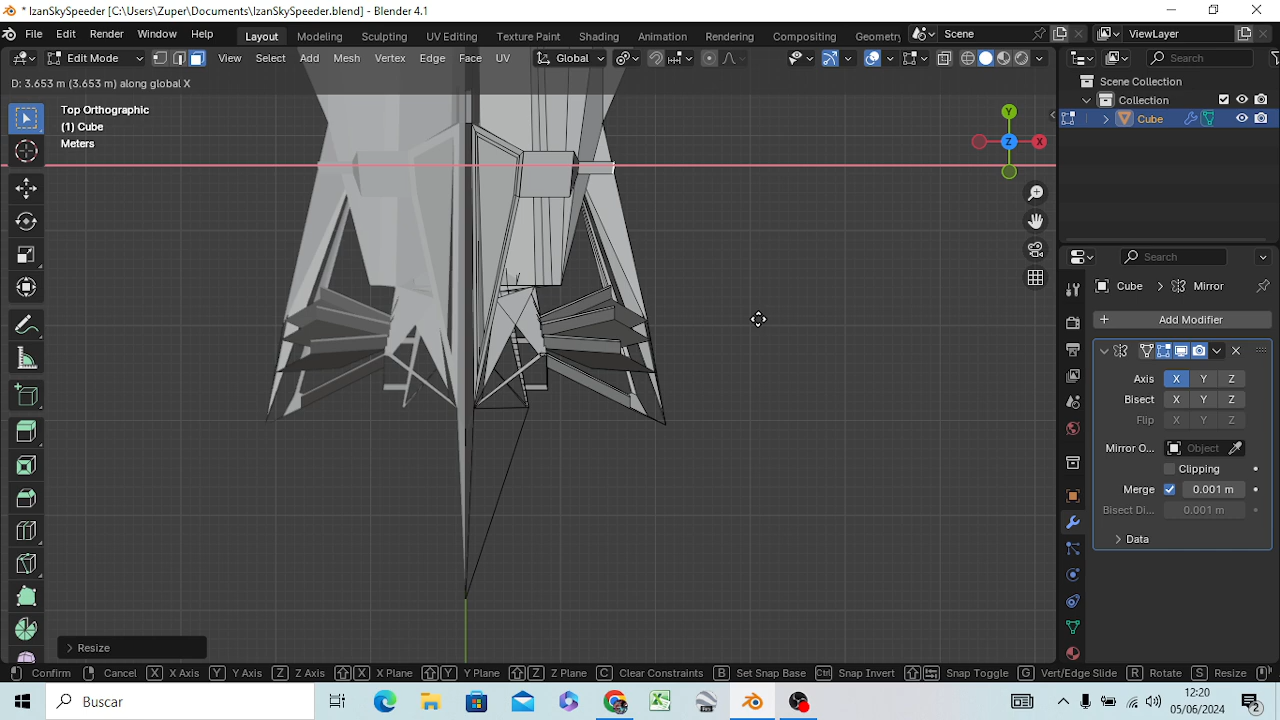 * IzanSkySpeeder [C:\Users\Zuper\Documents\IzanSkySpeeder.blend] - Blender 4.1
File Edit Render Window Help Layout Modeling Sculpting UV Editing Texture Paint Shading Animation Rendering Compositing Geometr Scene ViewLayer
Edit Mode View Select Add Mesh Vertex Edge Face UV Global Search
D: 3.653 m (3.653 m) along global X
Scene Collection
Collection
Cube
Top Orthographic
(1) Cube
Meters
Y
X
Z
Search
Cube > Mirror
+ Add Modifier
Axis X Y Z
Bisect X Y Z
Flip X Y Z
Mirror O... Object
Clipping
Merge 0.001 m
Bisect Di... 0.001 m
Data
> Resize
Confirm Cancel X X Axis Y Y Axis Z Z Axis X X Plane Y Y Plane Z Z Plane C Clear Constraints B Set Snap Base Ctrl Snap Invert Snap Toggle G Vert/Edge Slide R Rotate S Resize
Buscar
12:20
05/06/2024
2